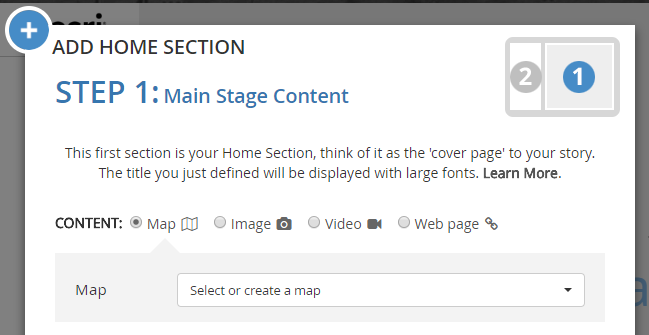 ADD HOME SECTION
STEP 1: Main Stage Content
2 1
This first section is your Home Section, think of it as the 'cover page' to your story.
The title you just defined will be displayed with large fonts. Learn More.
CONTENT: Map Image Video Web page
Map Select or create a map